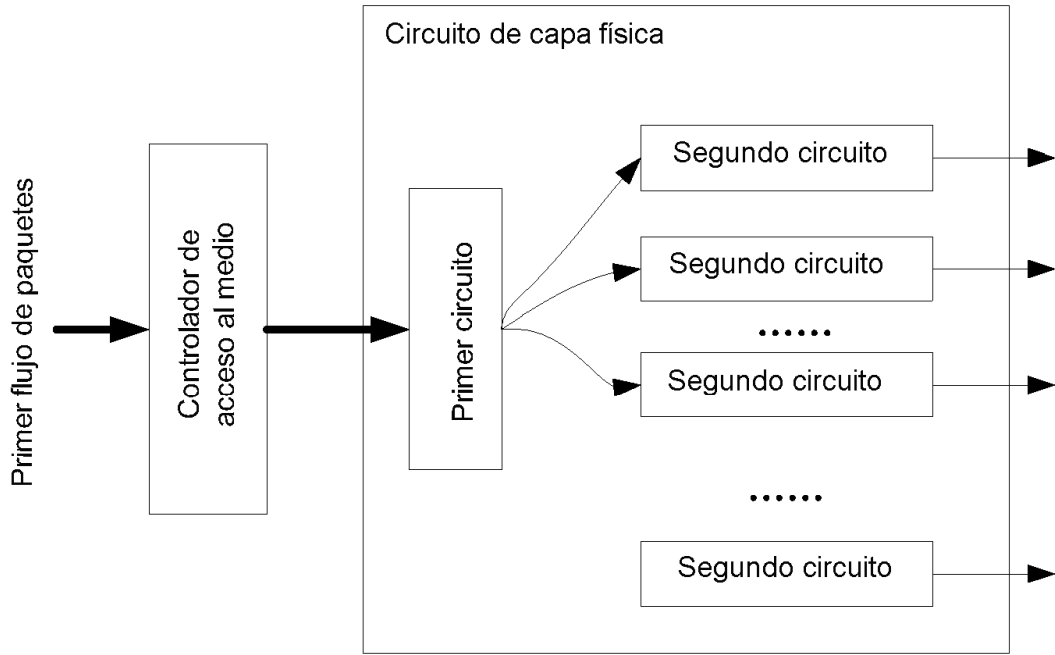 Circuito de capa física
Primer flujo de paquetes
Controlador de
acceso al medio
Primer circuito
Segundo circuito
Segundo circuito
......
Segundo circuito
......
Segundo circuito